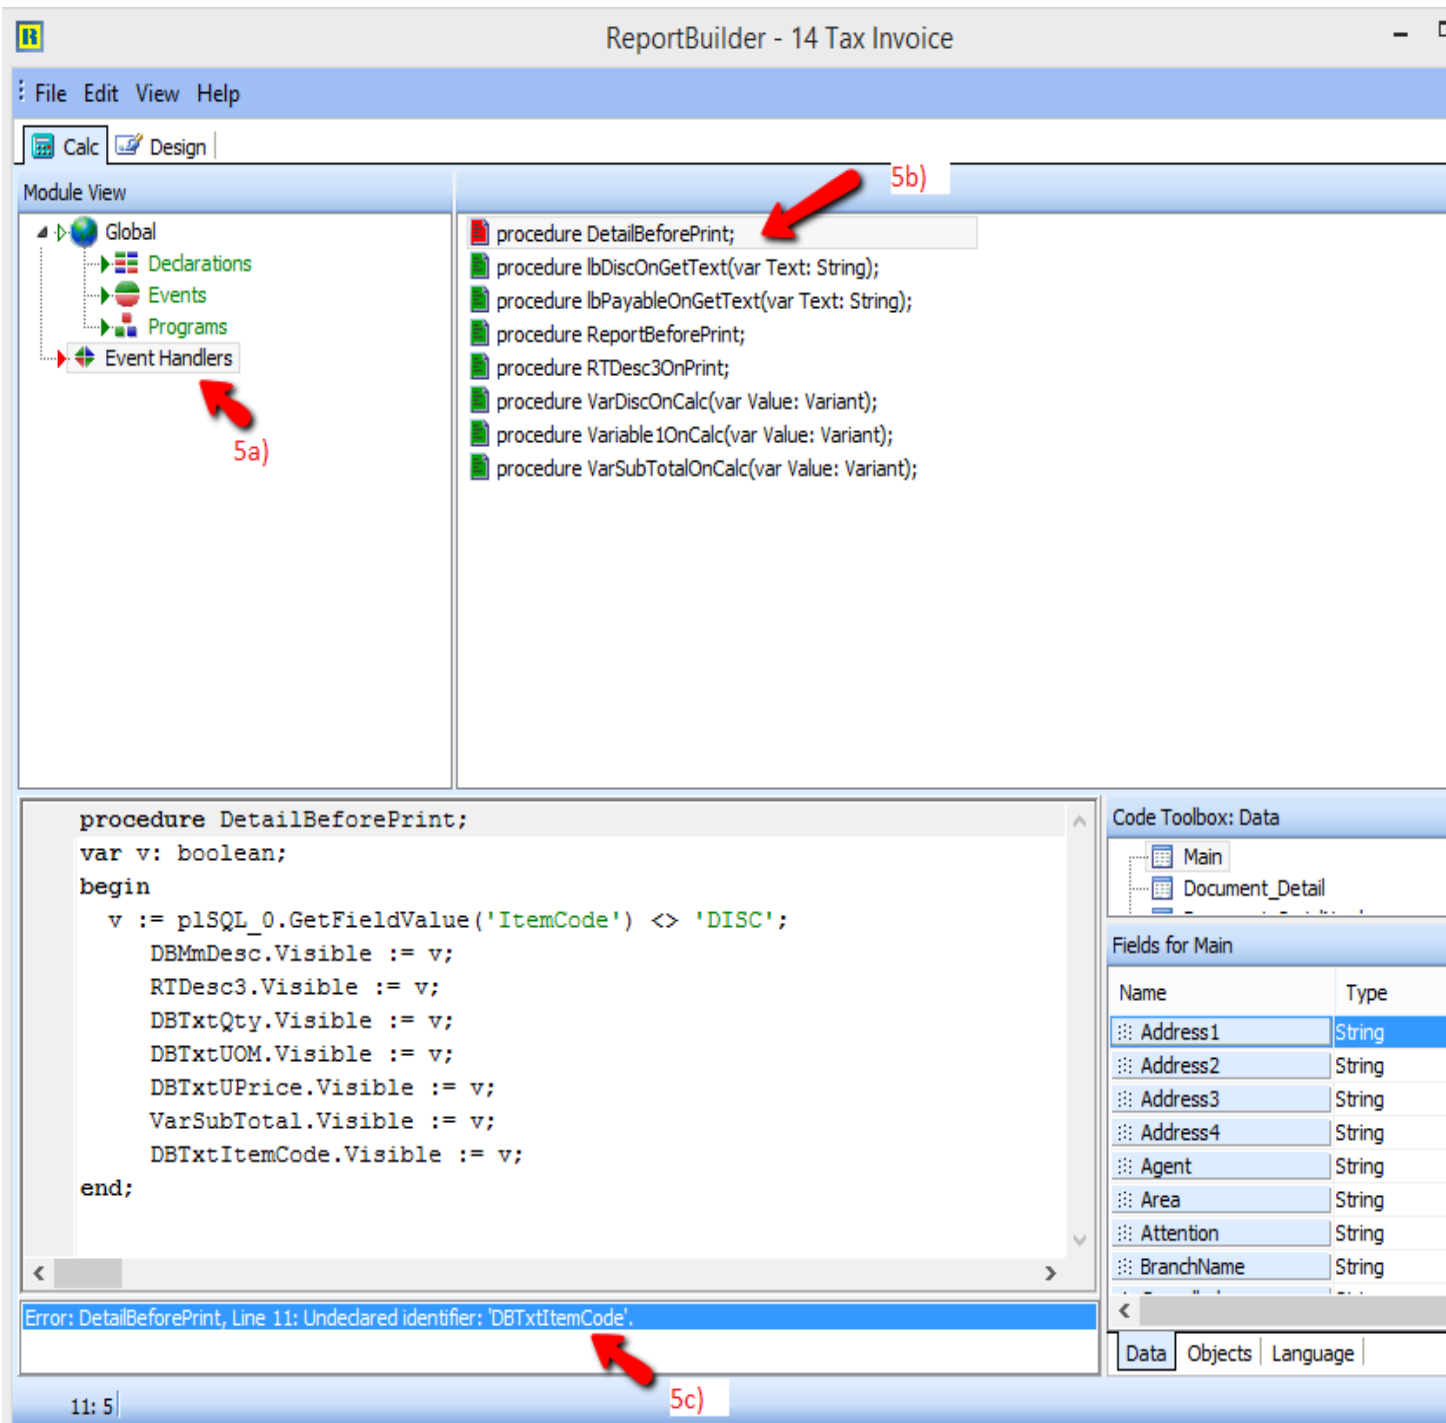 ReportBuilder - 14 Tax Invoice
File Edit View Help
Calc Design
Module View
5b)
Global
Declarations
Events
Programs
Event Handlers
5a)
procedure DetailBeforePrint;
procedure lbDiscOnGetText(var Text: String);
procedure lbPayableOnGetText(var Text: String);
procedure ReportBeforePrint;
procedure RTDesc3OnPrint;
procedure VarDiscOnCalc(var Value: Variant);
procedure Variable1OnCalc(var Value: Variant);
procedure VarSubTotalOnCalc(var Value: Variant);
procedure DetailBeforePrint;
var v: boolean;
begin
v := plSQL_0.GetFieldValue('ItemCode') <> 'DISC';
DBMmDesc.Visible := v;
RTDesc3.Visible := v;
DBTxtQty.Visible := v;
DBTxtUOM.Visible := v;
DBTxtUPrice.Visible := v;
VarSubTotal.Visible := v;
DBTxtItemCode.Visible := v;
end;
Error: DetailBeforePrint, Line 11: Undeclared identifier: 'DBTxtItemCode'.
5c)
11: 5
Code Toolbox: Data
Main
Document_Detail
Fields for Main
Name Type
Address1 String
Address2 String
Address3 String
Address4 String
Agent String
Area String
Attention String
BranchName String
Data Objects Language